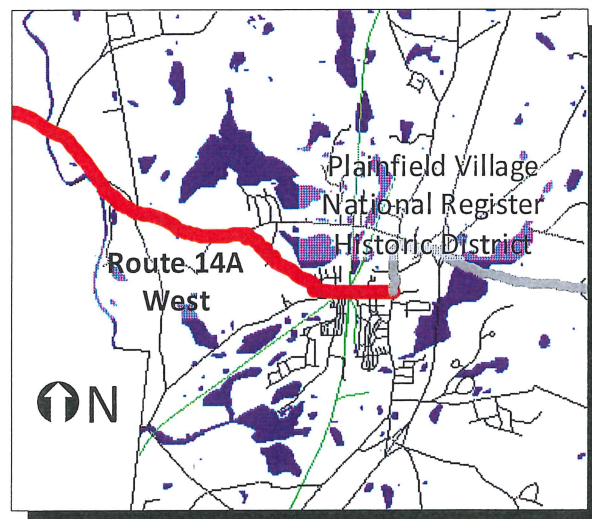 Plainfield Village
National Register
Historic District
Route 14A
West
N